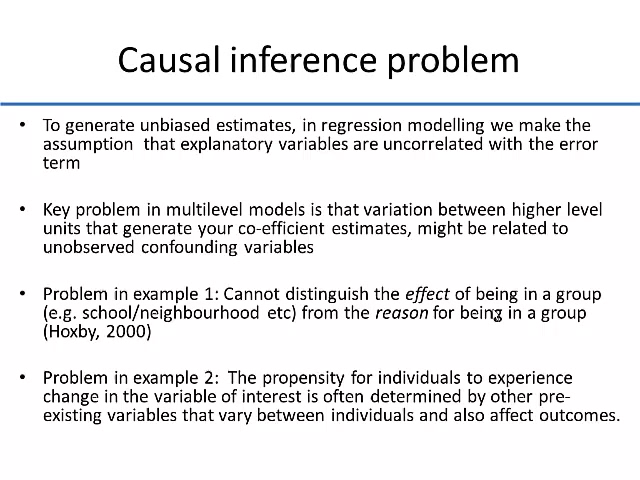 Causal inference problem
• To generate unbiased estimates, in regression modelling we make the
assumption that explanatory variables are uncorrelated with the error
term
• Key problem in multilevel models is that variation between higher level
units that generate your co-efficient estimates, might be related to
unobserved confounding variables
• Problem in example 1: Cannot distinguish the effect of being in a group
(e.g. school/neighbourhood etc) from the reason for being in a group
(Hoxby, 2000)
• Problem in example 2: The propensity for individuals to experience
change in the variable of interest is often determined by other pre-
existing variables that vary between individuals and also affect outcomes.